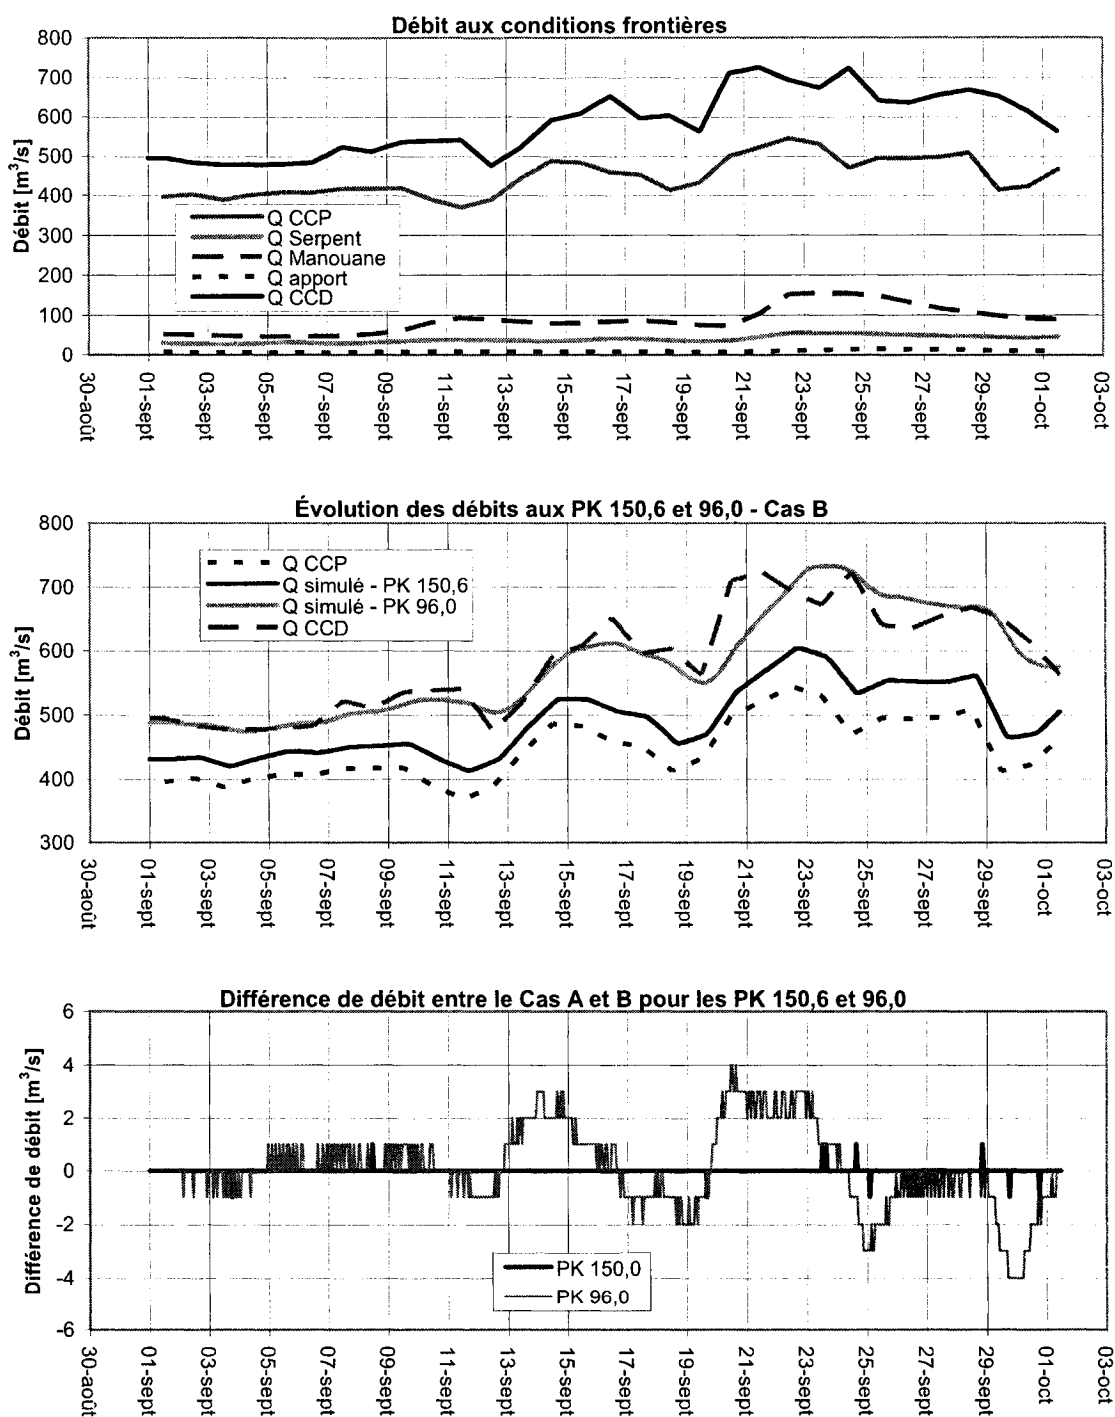 Débit aux conditions frontières
Débit [m³/s]
800
700
600
500
400
300
200
100
0
Q CCP
Q Serpent
Q Manouane
Q apport
Q CCD
30-août
01-sept
03-sept
05-sept
07-sept
09-sept
11-sept
13-sept
15-sept
17-sept
19-sept
21-sept
23-sept
25-sept
27-sept
29-sept
01-oct
03-oct
Évolution des débits aux PK 150,6 et 96,0 - Cas B
Débit [m³/s]
800
700
600
500
400
300
Q CCP
Q simulé - PK 150,6
Q simulé - PK 96,0
Q CCD
30-août
01-sept
03-sept
05-sept
07-sept
09-sept
11-sept
13-sept
15-sept
17-sept
19-sept
21-sept
23-sept
25-sept
27-sept
29-sept
01-oct
03-oct
Différence de débit entre le Cas A et B pour les PK 150,6 et 96,0
Différence de débit [m³/s]
6
4
2
0
-2
-4
-6
PK 150,0
PK 96,0
30-août
01-sept
03-sept
05-sept
07-sept
09-sept
11-sept
13-sept
15-sept
17-sept
19-sept
21-sept
23-sept
25-sept
27-sept
29-sept
01-oct
03-oct